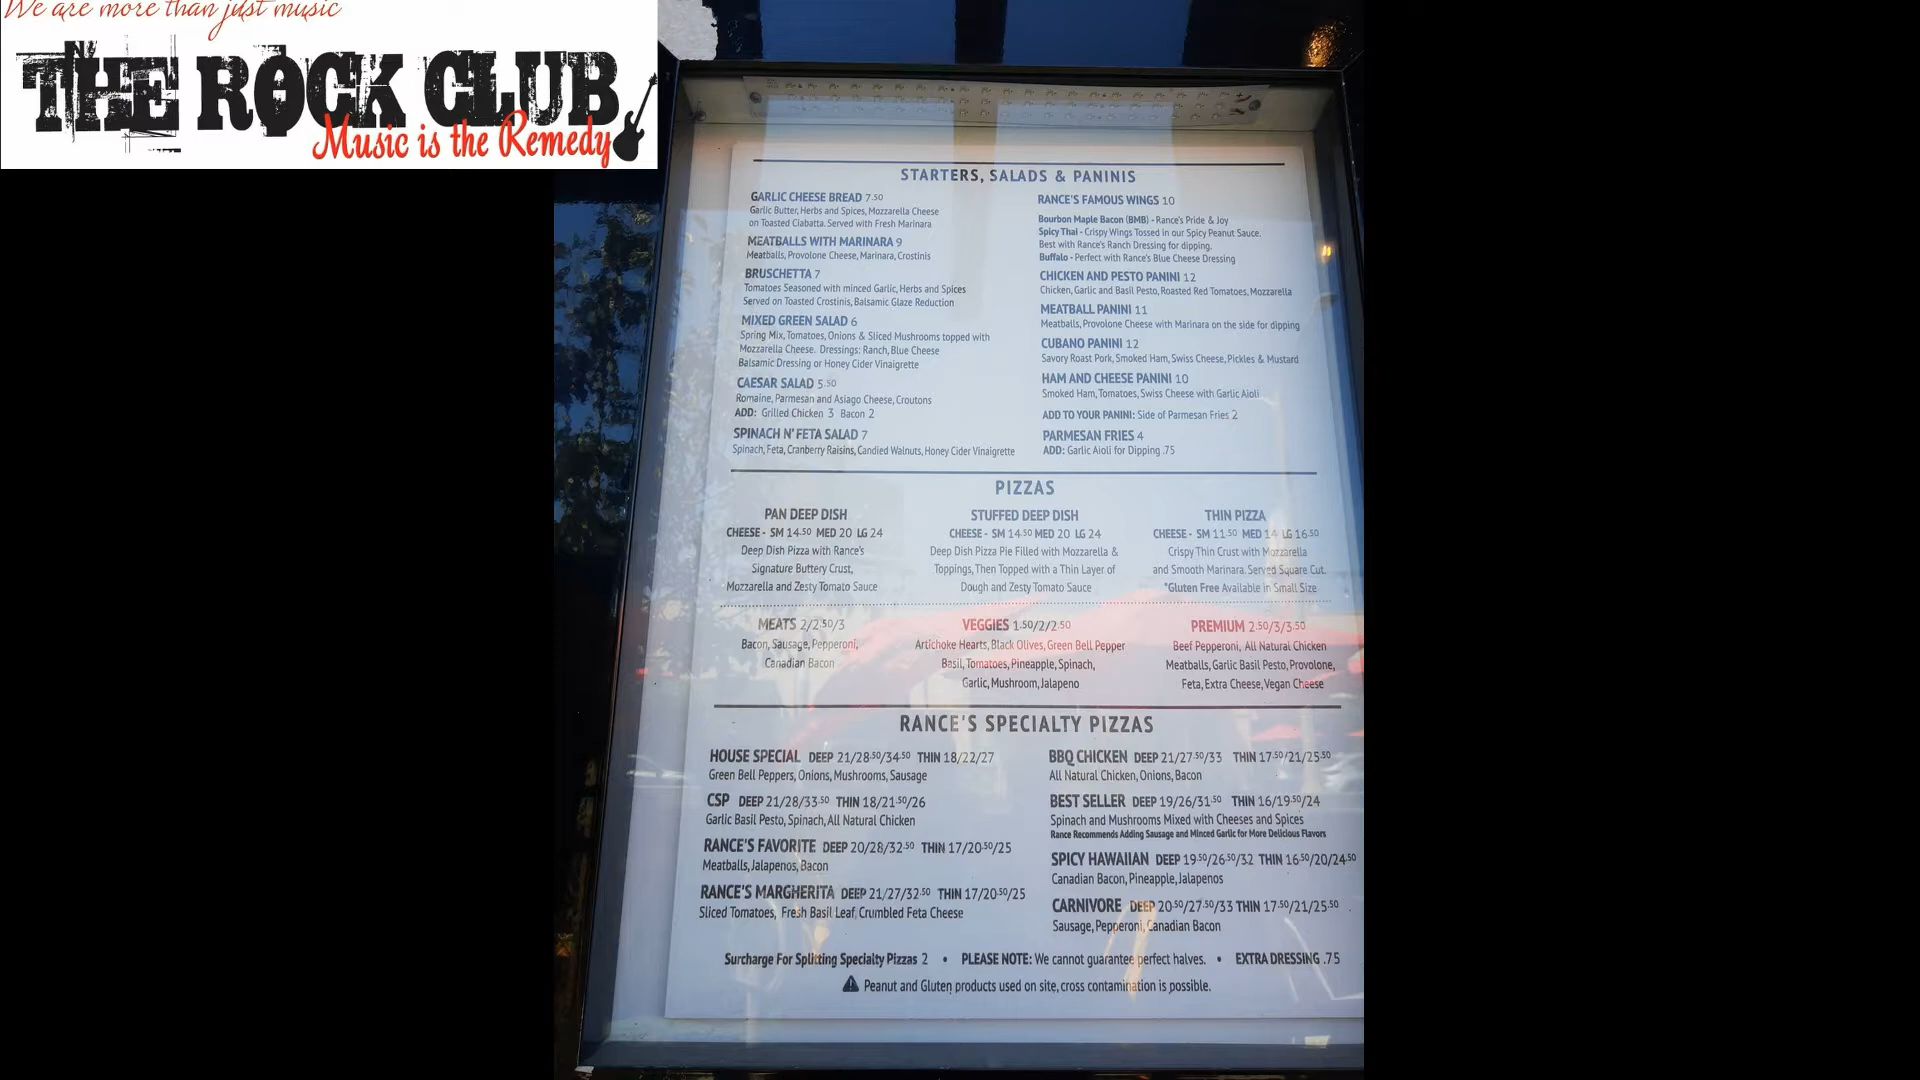 We are more than just music
THE ROCK CLUB
Music is the Remedy
STARTERS, SALADS & PANINIS
GARLIC CHEESE BREAD 7.50
Garlic Butter, Herbs and Spices, Mozzarella Cheese
on Toasted Ciabatta. Served with Fresh Marinara
MEATBALLS WITH MARINARA 9
Meatballs, Provolone Cheese, Marinara, Crostinis
BRUSCHETTA 7
Tomatoes Seasoned with minced Garlic, Herbs and Spices
Served on Toasted Crostinis, Balsamic Glaze Reduction
MIXED GREEN SALAD 6
Spring Mix, Tomatoes, Onions & Sliced Mushrooms topped with
Mozzarella Cheese. Dressings: Ranch, Blue Cheese
Balsamic Dressing or Honey Cider Vinaigrette
CAESAR SALAD 5.50
Romaine, Parmesan and Asiago Cheese, Croutons
ADD: Grilled Chicken 3 Bacon 2
SPINACH N' FETA SALAD 7
Spinach, Feta, Cranberry Raisins, Candied Walnuts, Honey Cider Vinaigrette
RANCE'S FAMOUS WINGS 10
Bourbon Maple Bacon (BMB) - Rance's Pride & Joy
Spicy Thai - Crispy Wings Tossed in our Spicy Peanut Sauce.
Best with Rance's Ranch Dressing for dipping.
Buffalo - Perfect with Rance's Blue Cheese Dressing
CHICKEN AND PESTO PANINI 12
Chicken, Garlic and Basil Pesto, Roasted Red Tomatoes, Mozzarella
MEATBALL PANINI 11
Meatballs, Provolone Cheese with Marinara on the side for dipping
CUBANO PANINI 12
Savory Roast Pork, Smoked Ham, Swiss Cheese, Pickles & Mustard
HAM AND CHEESE PANINI 10
Smoked Ham, Tomatoes, Swiss Cheese with Garlic Aioli
ADD TO YOUR PANINI: Side of Parmesan Fries 2
PARMESAN FRIES 4
ADD: Garlic Aioli for Dipping .75
PIZZAS
PAN DEEP DISH
CHEESE - SM 14.50 MED 20 LG 24
Deep Dish Pizza with Rance's
Signature Buttery Crust,
Mozzarella and Zesty Tomato Sauce
STUFFED DEEP DISH
CHEESE - SM 14.50 MED 20 LG 24
Deep Dish Pizza Pie Filled with Mozzarella &
Toppings, Then Topped with a Thin Layer of
Dough and Zesty Tomato Sauce
THIN PIZZA
CHEESE - SM 11.50 MED 14 LG 16.50
Crispy Thin Crust with Mozzarella
and Smooth Marinara. Served Square Cut.
*Gluten Free Available in Small Size
MEATS 2/2.50/3
Bacon, Sausage, Pepperoni,
Canadian Bacon
VEGGIES 1.50/2/2.50
Artichoke Hearts, Black Olives, Green Bell Pepper
Basil, Tomatoes, Pineapple, Spinach,
Garlic, Mushroom, Jalapeno
PREMIUM 2.50/3/3.50
Beef Pepperoni, All Natural Chicken
Meatballs, Garlic Basil Pesto, Provolone,
Feta, Extra Cheese, Vegan Cheese
RANCE'S SPECIALTY PIZZAS
HOUSE SPECIAL DEEP 21/28.50/34.50 THIN 18/22/27
Green Bell Peppers, Onions, Mushrooms, Sausage
CSP DEEP 21/28/33.50 THIN 18/21.50/26
Garlic Basil Pesto, Spinach, All Natural Chicken
RANCE'S FAVORITE DEEP 20/28/32.50 THIN 17/20.50/25
Meatballs, Jalapenos, Bacon
RANCE'S MARGHERITA DEEP 21/27/32.50 THIN 17/20.50/25
Sliced Tomatoes, Fresh Basil Leaf, Crumbled Feta Cheese
BBQ CHICKEN DEEP 21/27.50/33 THIN 17.50/21/25.50
All Natural Chicken, Onions, Bacon
BEST SELLER DEEP 19/26/31.50 THIN 16/19.50/24
Spinach and Mushrooms Mixed with Cheeses and Spices
Rance Recommends Adding Sausage and Minced Garlic for More Delicious Flavors
SPICY HAWAIIAN DEEP 19.50/26.50/32 THIN 16.50/20/24.50
Canadian Bacon, Pineapple, Jalapenos
CARNIVORE DEEP 20.50/27.50/33 THIN 17.50/21/25.50
Sausage, Pepperoni, Canadian Bacon
Surcharge For Splitting Specialty Pizzas 2 • PLEASE NOTE: We cannot guarantee perfect halves. • EXTRA DRESSING .75
Peanut and Gluten products used on site, cross contamination is possible.